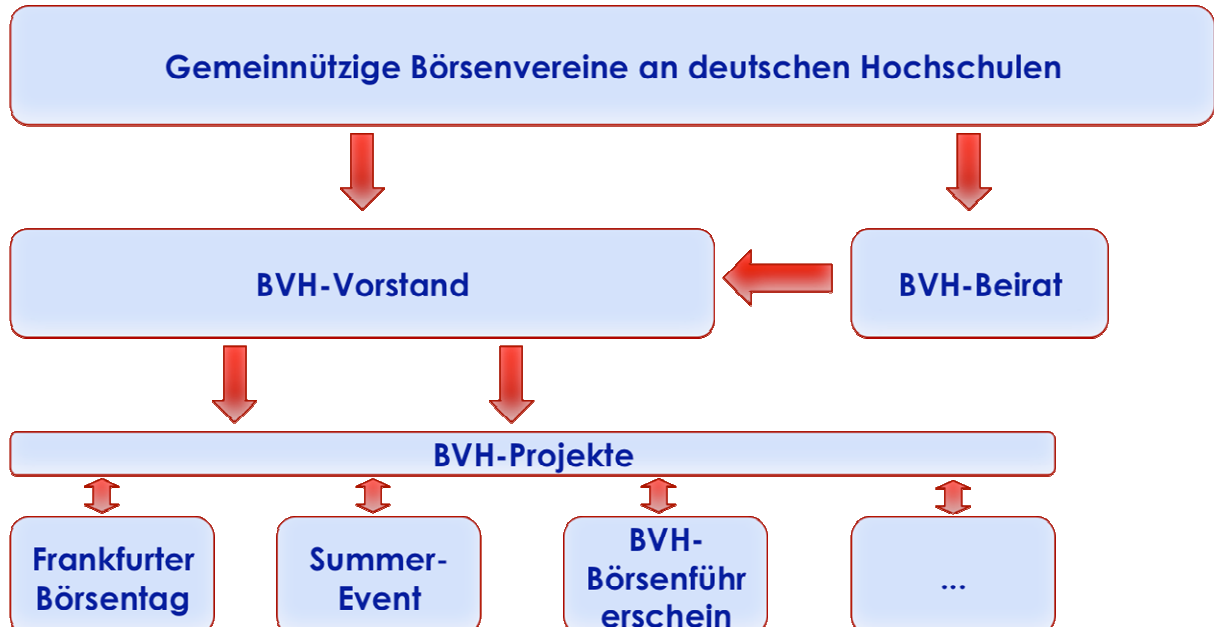 Gemeinnützige Börsenvereine an deutschen Hochschulen
BVH-Vorstand
BVH-Beirat
BVH-Projekte
Frankfurter
Börsentag
Summer-
Event
BVH-
Börsenführ
erschein
...